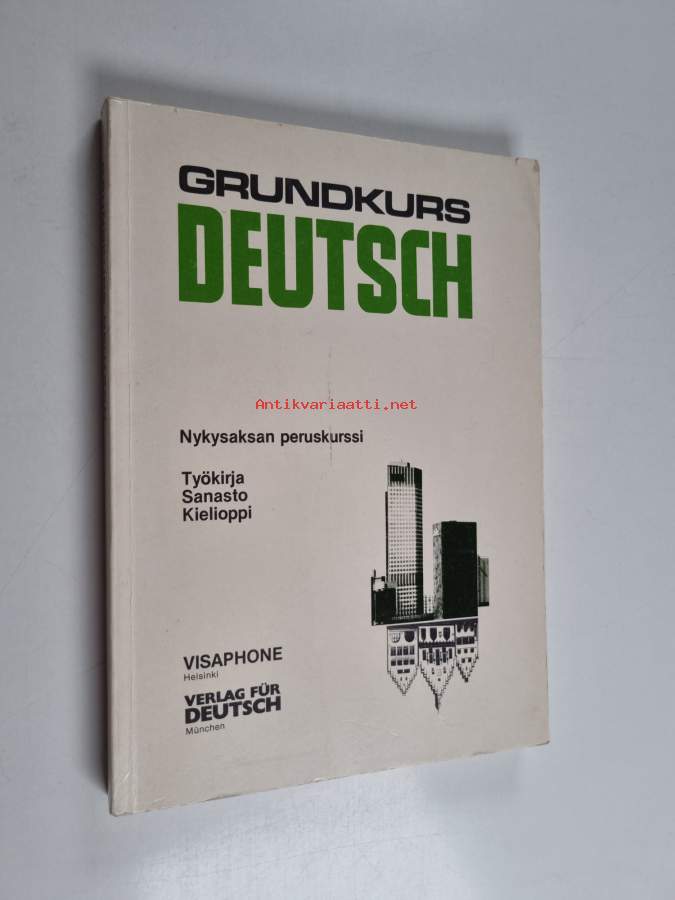 GRUNDKURS
DEUTSCH
Antikvariaatti.net
Nykysaksan peruskurssi
Työkirja
Sanasto
Kielioppi
VISAPHONE
Helsinki
VERLAG FÜR
DEUTSCH
München